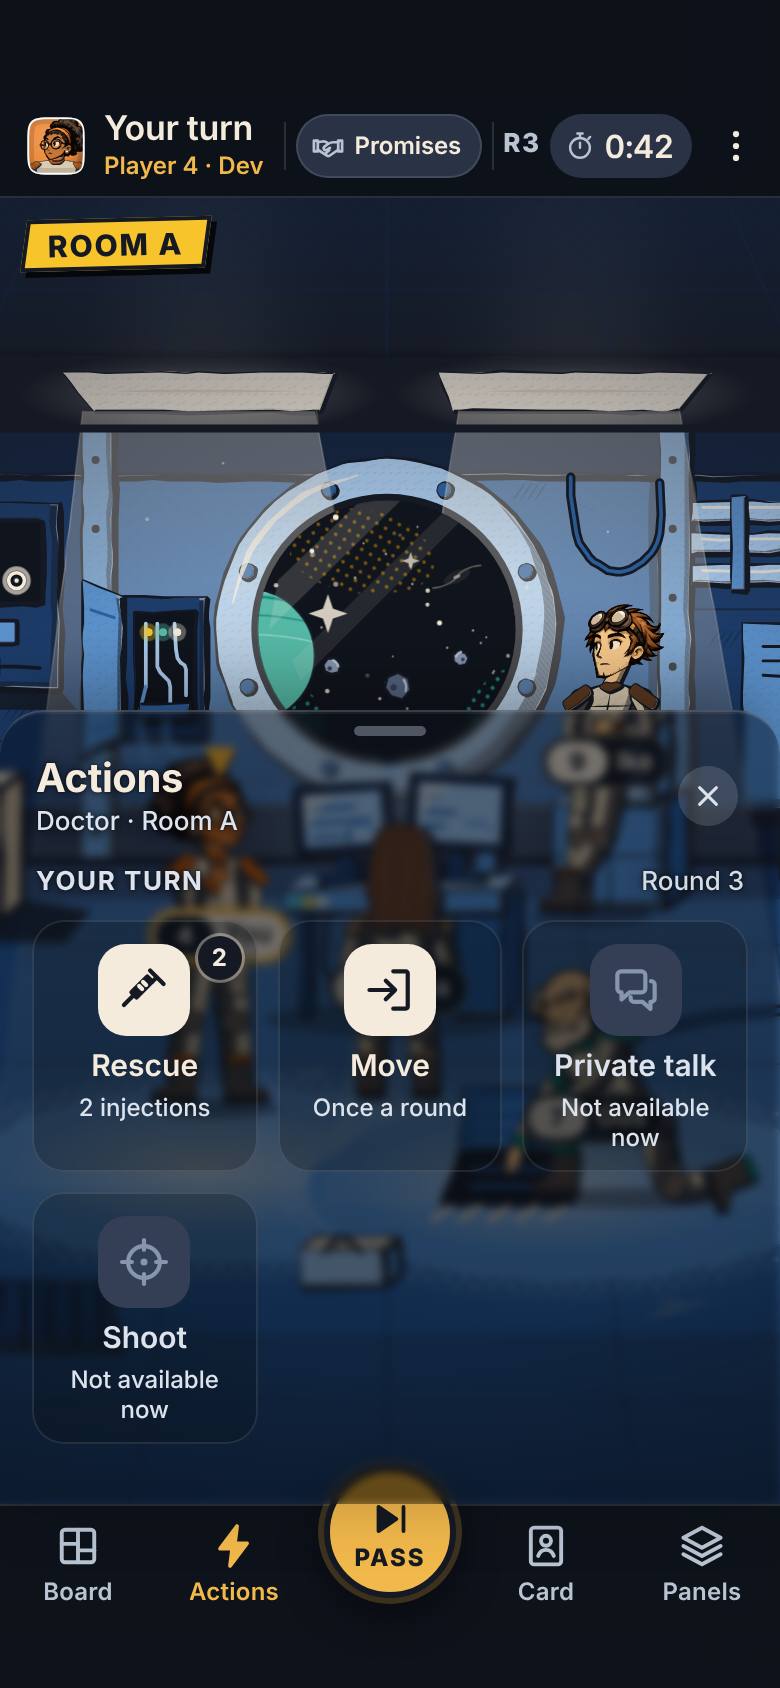 Your turn
Player 4 · Dev
Promises
R3
0:42
ROOM A
Actions
Doctor · Room A
YOUR TURN
Round 3
2
Rescue
2 injections
Move
Once a round
Private talk
Not available
now
Shoot
Not available
now
Board
Actions
PASS
Card
Panels